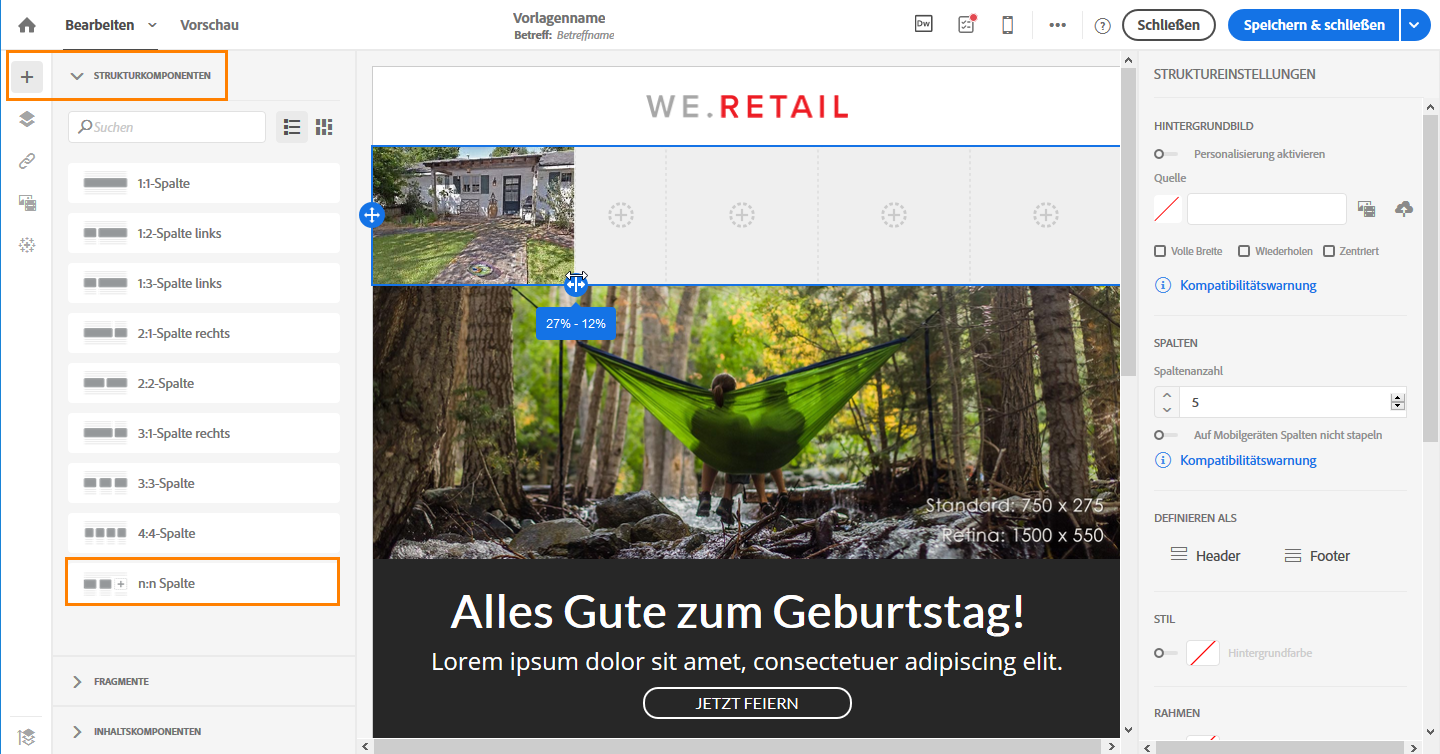 Bearbeiten
Vorschau
Vorlagenname
Betreff: Betreffname
Dw
Schließen
Speichern & schließen
STRUKTURKOMPONENTEN
Suchen
1:1-Spalte
1:2-Spalte links
1:3-Spalte links
2:1-Spalte rechts
2:2-Spalte
3:1-Spalte rechts
3:3-Spalte
4:4-Spalte
n:n Spalte
FRAGMENTE
INHALTSKOMPONENTEN
WE.RETAIL
27% - 12%
Standard: 750 x 275
Retina: 1500 x 550
Alles Gute zum Geburtstag!
Lorem ipsum dolor sit amet, consectetuer adipiscing elit.
JETZT FEIERN
STRUKTUREINSTELLUNGEN
HINTERGRUNDBILD
Personalisierung aktivieren
Quelle
Volle Breite Wiederholen Zentriert
Kompatibilitätswarnung
SPALTEN
Spaltenanzahl
5
Auf Mobilgeräten Spalten nicht stapeln
Kompatibilitätswarnung
DEFINIEREN ALS
Header Footer
STIL
Hintergrundfarbe
RAHMEN